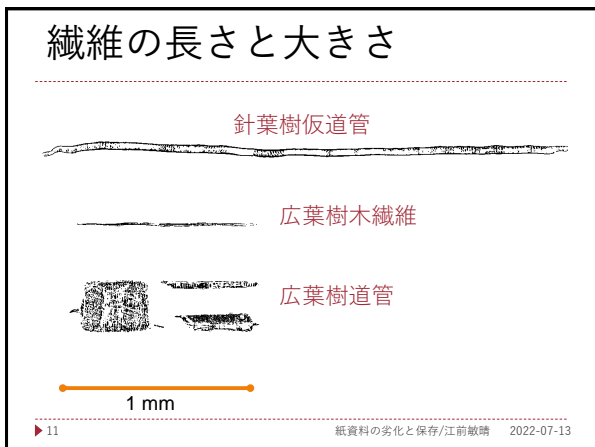 繊維の長さと大きさ
針葉樹仮道管
広葉樹木繊維
広葉樹道管
1 mm
11 紙資料の劣化と保存/江前敏晴 2022-07-13